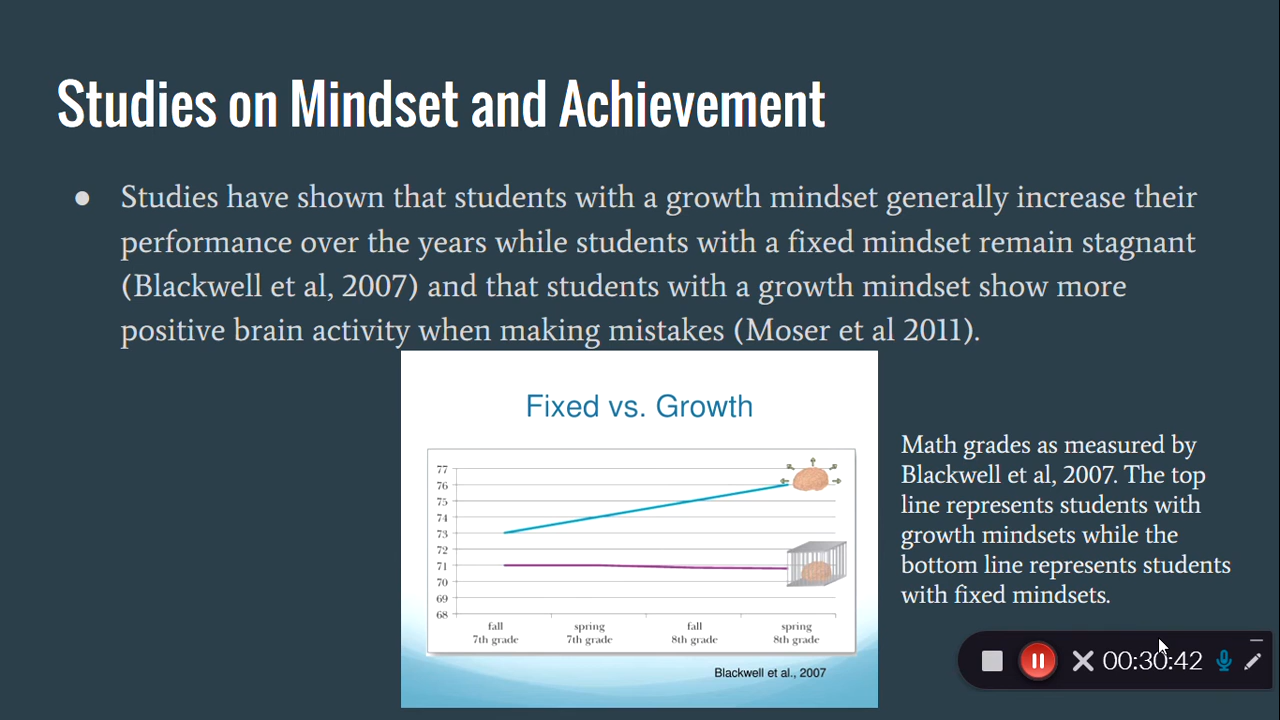 Studies on Mindset and Achievement
● Studies have shown that students with a growth mindset generally increase their
performance over the years while students with a fixed mindset remain stagnant
(Blackwell et al, 2007) and that students with a growth mindset show more
positive brain activity when making mistakes (Moser et al 2011).
Fixed vs. Growth
77
76
75
74
73
72
71
70
69
68
fall spring fall spring
7th grade 7th grade 8th grade 8th grade
Blackwell et al., 2007
Math grades as measured by
Blackwell et al, 2007. The top
line represents students with
growth mindsets while the
bottom line represents students
with fixed mindsets.
00:30:42